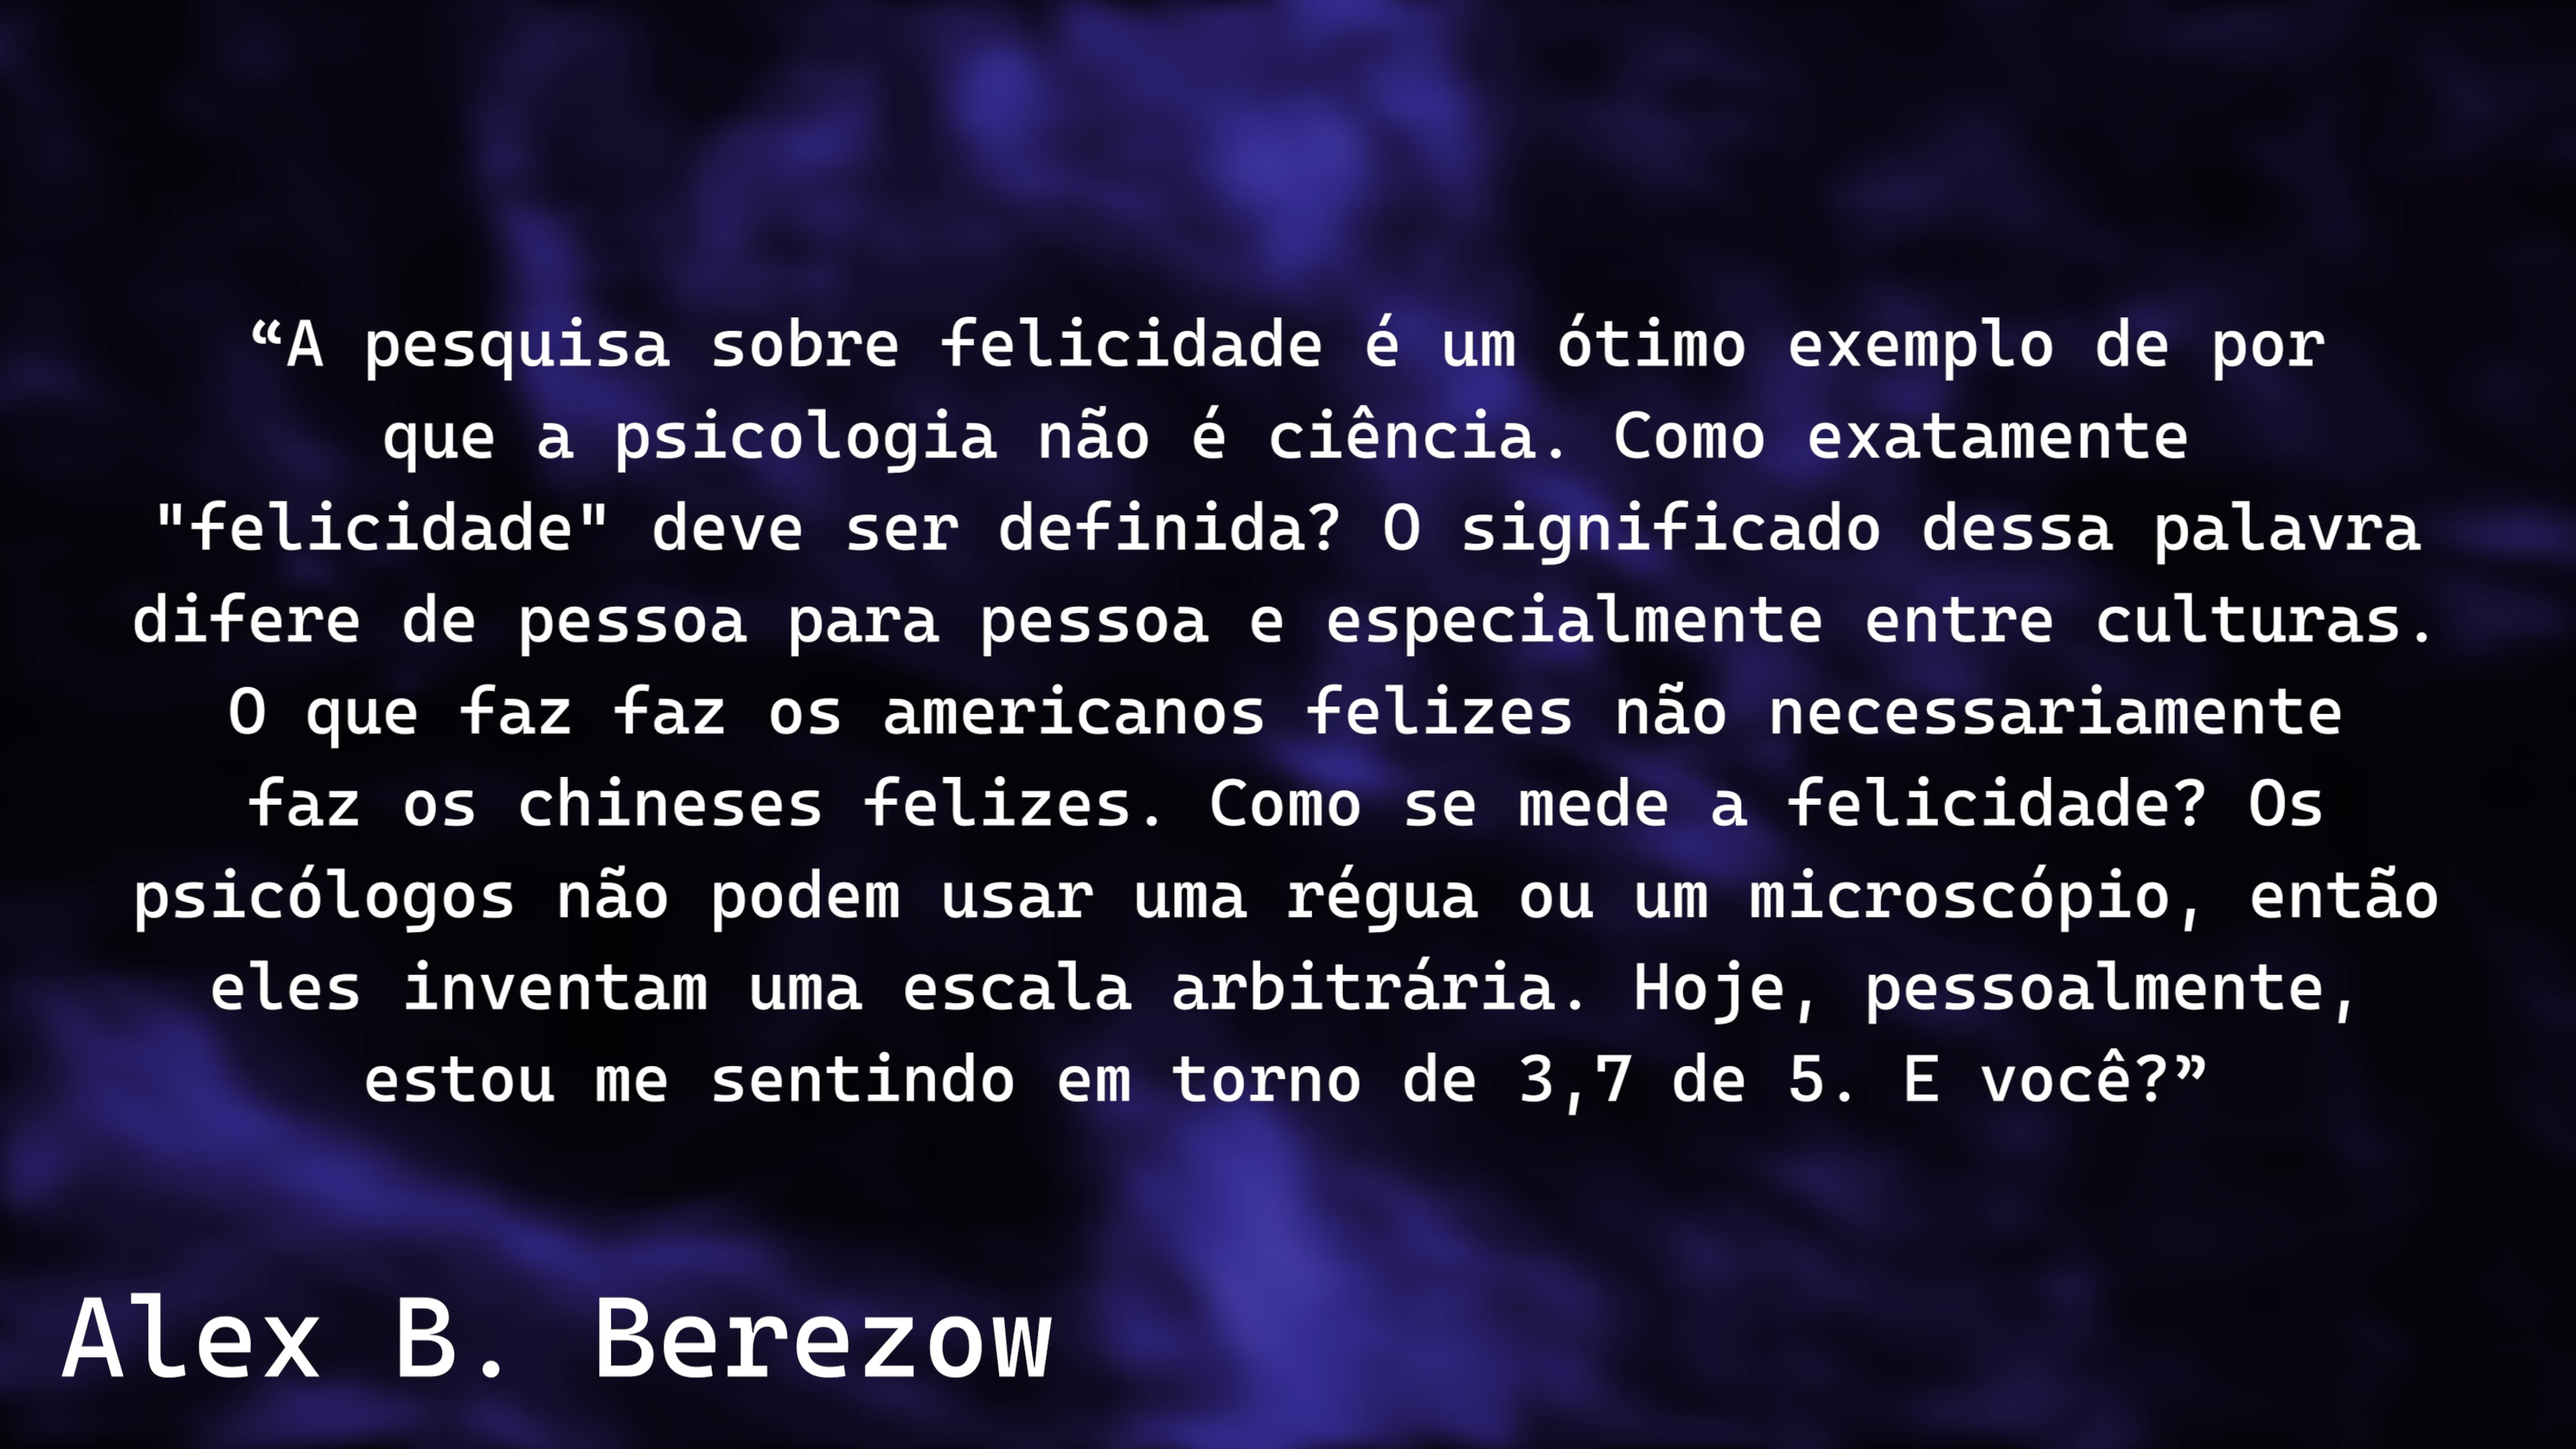 “A pesquisa sobre felicidade é um ótimo exemplo de por
que a psicologia não é ciência. Como exatamente
"felicidade" deve ser definida? O significado dessa palavra
difere de pessoa para pessoa e especialmente entre culturas.
O que faz faz os americanos felizes não necessariamente
faz os chineses felizes. Como se mede a felicidade? Os
psicólogos não podem usar uma régua ou um microscópio, então
eles inventam uma escala arbitrária. Hoje, pessoalmente,
estou me sentindo em torno de 3,7 de 5. E você?”
Alex B. Berezow